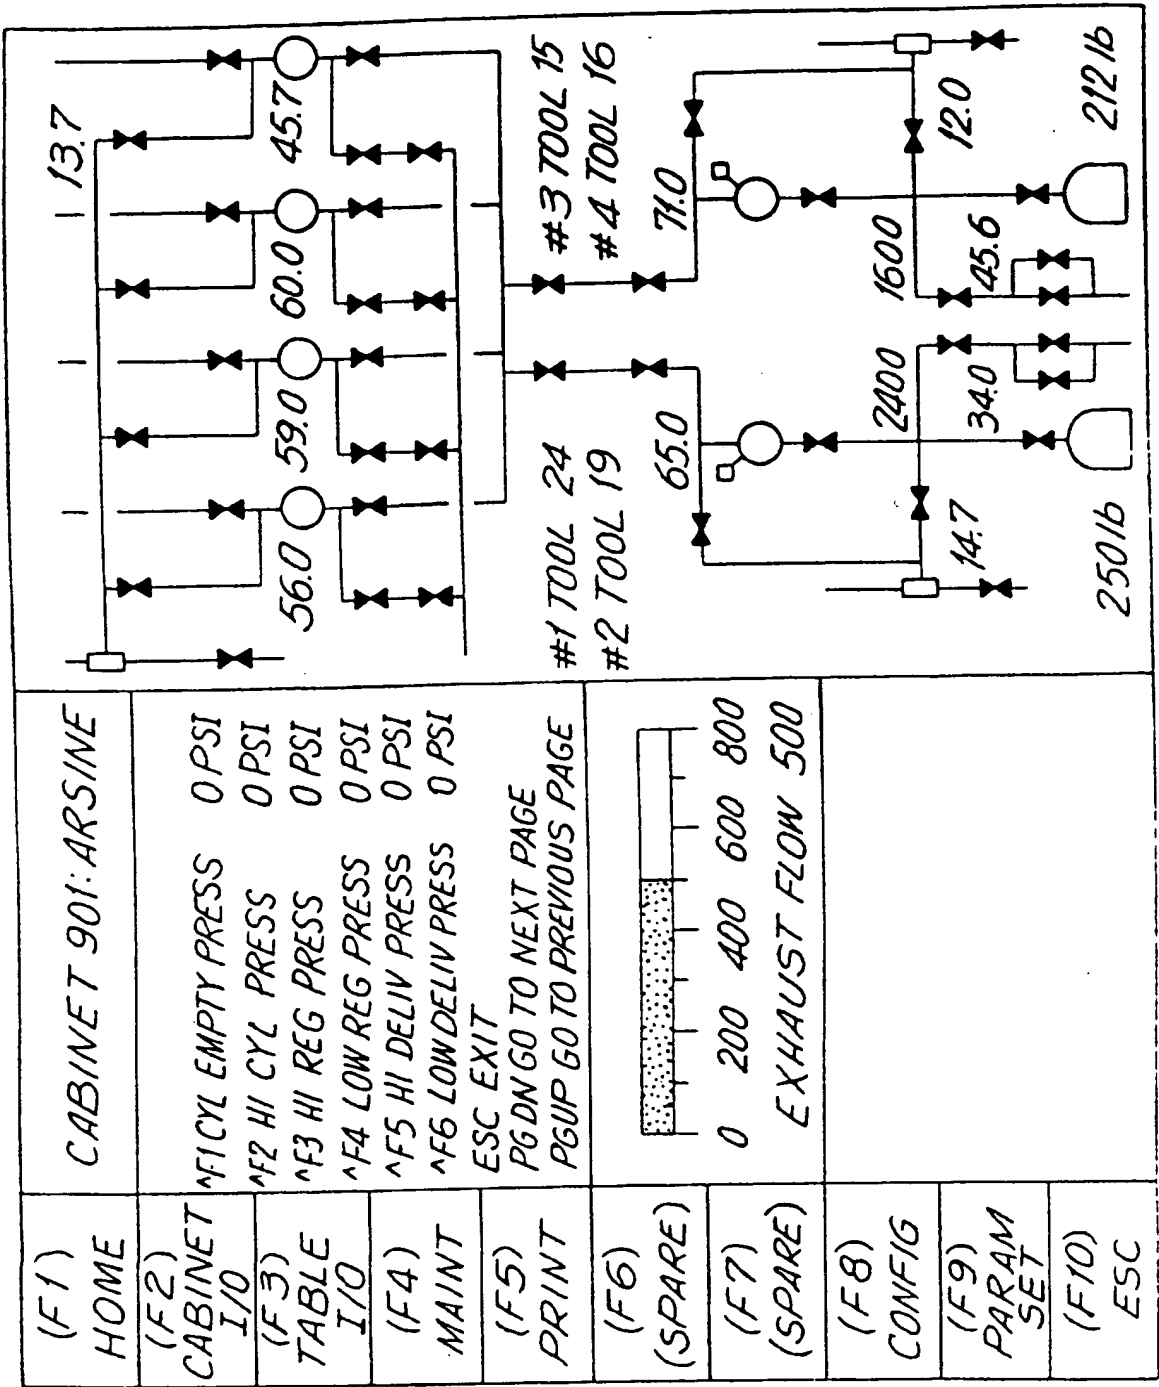 (F1)
HOME
(F2)
CABINET
I/O
(F3)
TABLE
I/O
(F4)
MAINT
(F5)
PRINT
(F6)
(SPARE)
(F7)
(SPARE)
(F8)
CONFIG
(F9)
PARAM
SET
(F10)
ESC
CABINET 901: ARSINE
^F1 CYL EMPTY PRESS 0 PSI
^F2 HI CYL PRESS 0 PSI
^F3 HI REG PRESS 0 PSI
^F4 LOW REG PRESS 0 PSI
^F5 HI DELIV PRESS 0 PSI
^F6 LOW DELIV PRESS 0 PSI
ESC EXIT
PG DN GO TO NEXT PAGE
PGUP GO TO PREVIOUS PAGE
0 200 400 600 800
EXHAUST FLOW 500
13.7
56.0 59.0 60.0 45.7
#1 TOOL 24
#2 TOOL 19
#3 TOOL 15
#4 TOOL 16
65.0 71.0
2400 1600
14.7 34.0 45.6 12.0
250 lb 212 lb